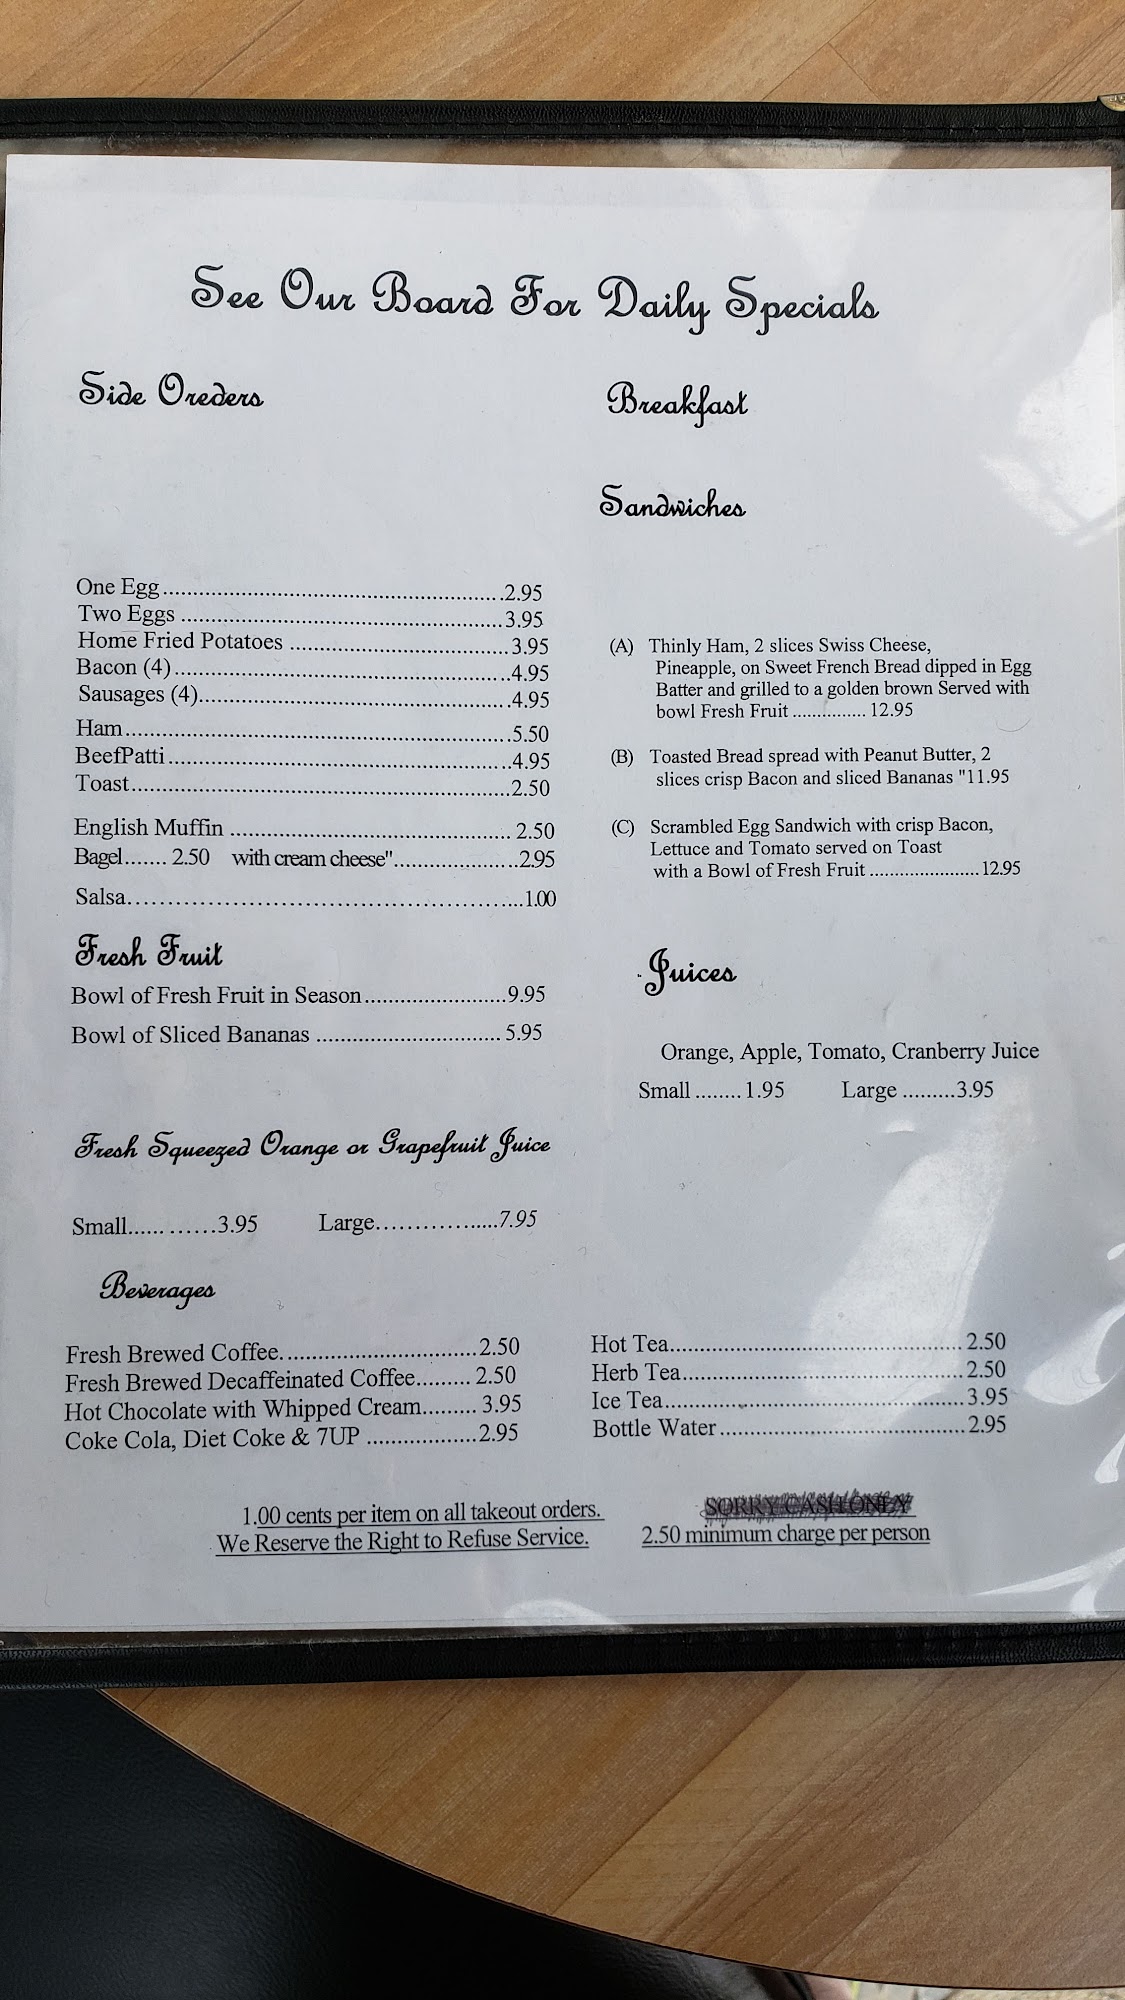 See Our Board For Daily Specials
Side Oreders
One Egg..........................................................2.95
Two Eggs ......................................................3.95
Home Fried Potatoes .....................................3.95
Bacon (4).........................................................4.95
Sausages (4).....................................................4.95
Ham.................................................................5.50
BeefPatti..........................................................4.95
Toast................................................................2.50
English Muffin ............................................... 2.50
Bagel....... 2.50 with cream cheese".....................2.95
Salsa.............................................................1.00
Fresh Fruit
Bowl of Fresh Fruit in Season........................9.95
Bowl of Sliced Bananas ............................... 5.95
Fresh Squeezed Orange or Grapefruit Juice
Small...... ......3.95 Large.................7.95
Breakfast
Sandwiches
(A) Thinly Ham, 2 slices Swiss Cheese,
Pineapple, on Sweet French Bread dipped in Egg
Batter and grilled to a golden brown Served with
bowl Fresh Fruit ............... 12.95
(B) Toasted Bread spread with Peanut Butter, 2
slices crisp Bacon and sliced Bananas "11.95
(C) Scrambled Egg Sandwich with crisp Bacon,
Lettuce and Tomato served on Toast
with a Bowl of Fresh Fruit ......................12.95
Juices
Orange, Apple, Tomato, Cranberry Juice
Small ........1.95 Large .........3.95
Beverages
Fresh Brewed Coffee.................................2.50
Fresh Brewed Decaffeinated Coffee......... 2.50
Hot Chocolate with Whipped Cream......... 3.95
Coke Cola, Diet Coke & 7UP ...................2.95
Hot Tea.................................................2.50
Herb Tea...............................................2.50
Ice Tea..................................................3.95
Bottle Water.........................................2.95
1.00 cents per item on all takeout orders.
We Reserve the Right to Refuse Service.
SORRY CASH ONLY
2.50 minimum charge per person